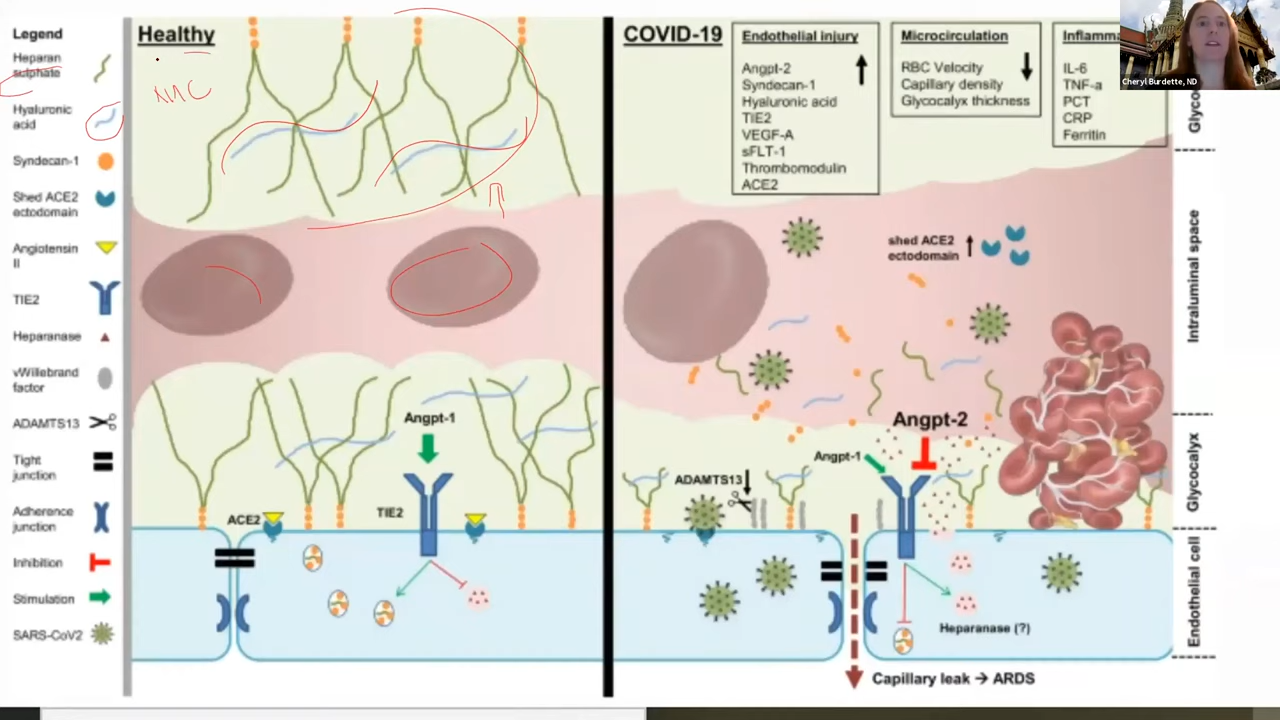 Legend
Heparan
sulphate
Hyaluronic
acid
Syndecan-1
Shed ACE2
ectodomain
Angiotensin
II
TIE2
Heparanase
vWillebrand
factor
ADAMTS13
Tight
junction
Adherence
junction
Inhibition
Stimulation
SARS-CoV2
Healthy
Angpt-1
ACE2
TIE2
COVID-19
Endothelial injury
Angpt-2
Syndecan-1
Hyaluronic acid
TIE2
VEGF-A
sFLT-1
Thrombomodulin
ACE2
Microcirculation
RBC Velocity
Capillary density
Glycocalyx thickness
Inflamma
IL-6
TNF-a
PCT
CRP
Ferritin
Cheryl Burdette, ND
shed ACE2
ectodomain
Angpt-2
Angpt-1
ADAMTS13
Heparanase (?)
Capillary leak → ARDS
Glyco
Intraluminal space
Glycocalyx
Endothelial cell